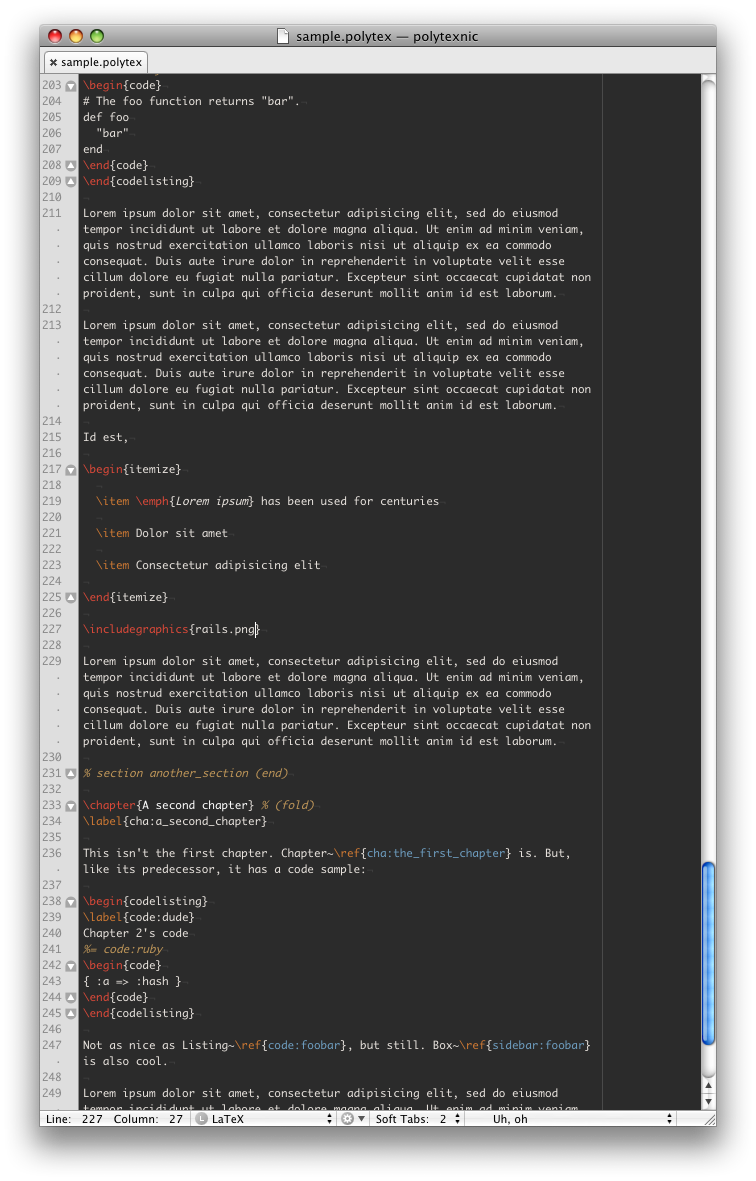 sample.polytex — polytexnic
sample.polytex
203 \begin{code}
204 # The foo function returns "bar".
205 def foo
206 "bar"
207 end
208 \end{code}
209 \end{codelisting}
210
211 Lorem ipsum dolor sit amet, consectetur adipisicing elit, sed do eiusmod
tempor incididunt ut labore et dolore magna aliqua. Ut enim ad minim veniam,
quis nostrud exercitation ullamco laboris nisi ut aliquip ex ea commodo
consequat. Duis aute irure dolor in reprehenderit in voluptate velit esse
cillum dolore eu fugiat nulla pariatur. Excepteur sint occaecat cupidatat non
proident, sunt in culpa qui officia deserunt mollit anim id est laborum.
212
213 Lorem ipsum dolor sit amet, consectetur adipisicing elit, sed do eiusmod
tempor incididunt ut labore et dolore magna aliqua. Ut enim ad minim veniam,
quis nostrud exercitation ullamco laboris nisi ut aliquip ex ea commodo
consequat. Duis aute irure dolor in reprehenderit in voluptate velit esse
cillum dolore eu fugiat nulla pariatur. Excepteur sint occaecat cupidatat non
proident, sunt in culpa qui officia deserunt mollit anim id est laborum.
214
215 Id est,
216
217 \begin{itemize}
218
219 \item \emph{Lorem ipsum} has been used for centuries
220
221 \item Dolor sit amet
222
223 \item Consectetur adipisicing elit
224
225 \end{itemize}
226
227 \includegraphics{rails.png}
228
229 Lorem ipsum dolor sit amet, consectetur adipisicing elit, sed do eiusmod
tempor incididunt ut labore et dolore magna aliqua. Ut enim ad minim veniam,
quis nostrud exercitation ullamco laboris nisi ut aliquip ex ea commodo
consequat. Duis aute irure dolor in reprehenderit in voluptate velit esse
cillum dolore eu fugiat nulla pariatur. Excepteur sint occaecat cupidatat non
proident, sunt in culpa qui officia deserunt mollit anim id est laborum.
230
231 % section another_section (end)
232
233 \chapter{A second chapter} % (fold)
234 \label{cha:a_second_chapter}
235
236 This isn't the first chapter. Chapter~\ref{cha:the_first_chapter} is. But,
like its predecessor, it has a code sample:
237
238 \begin{codelisting}
239 \label{code:dude}
240 Chapter 2's code
241 %= code:ruby
242 \begin{code}
243 { :a => :hash }
244 \end{code}
245 \end{codelisting}
246
247 Not as nice as Listing~\ref{code:foobar}, but still. Box~\ref{sidebar:foobar}
is also cool.
248
249 Lorem ipsum dolor sit amet, consectetur adipisicing elit, sed do eiusmod
tempor incididunt ut labore et dolore magna aliqua. Ut enim ad minim veniam,
Line: 227 Column: 27 L LaTeX Soft Tabs: 2 Uh, oh